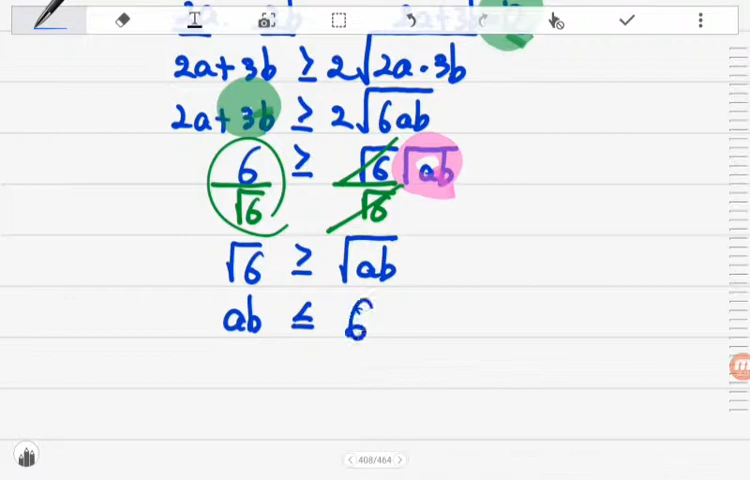 2a+3b ≥ 2√2a·3b
2a+3b ≥ 2√6ab
6/√6 ≥ √6√ab/√6
√6 ≥ √ab
ab ≤ 6
408/464